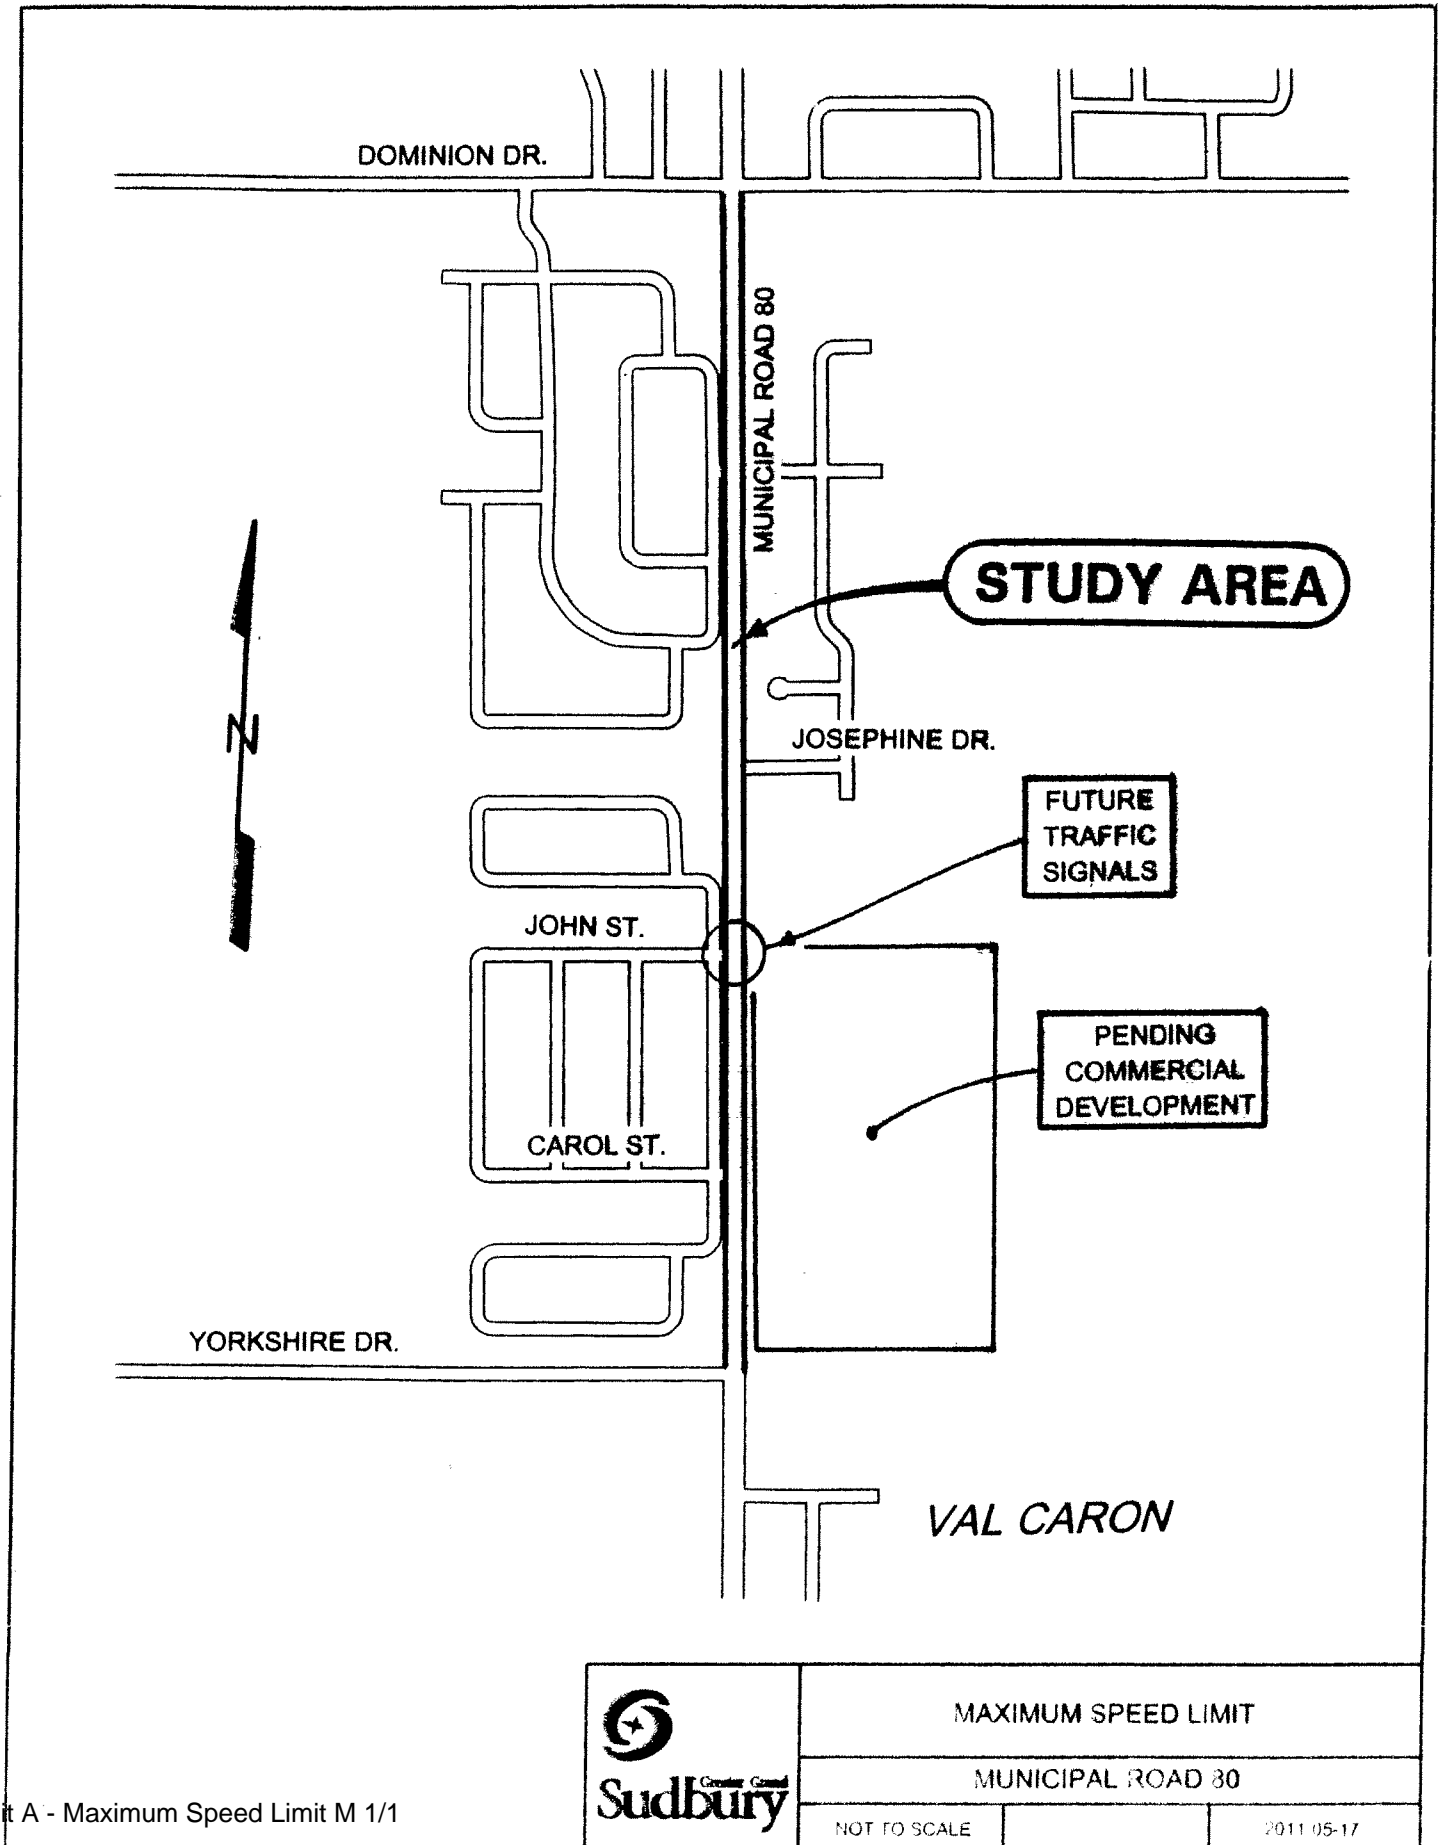 DOMINION DR.
MUNICIPAL ROAD 80
STUDY AREA
JOSEPHINE DR.
FUTURE
TRAFFIC
SIGNALS
N
JOHN ST.
PENDING
COMMERCIAL
DEVELOPMENT
CAROL ST.
YORKSHIRE DR.
VAL CARON
MAXIMUM SPEED LIMIT
Greater Grand
Sudbury
MUNICIPAL ROAD 80
NOT TO SCALE
2011-05-17
it A - Maximum Speed Limit M 1/1